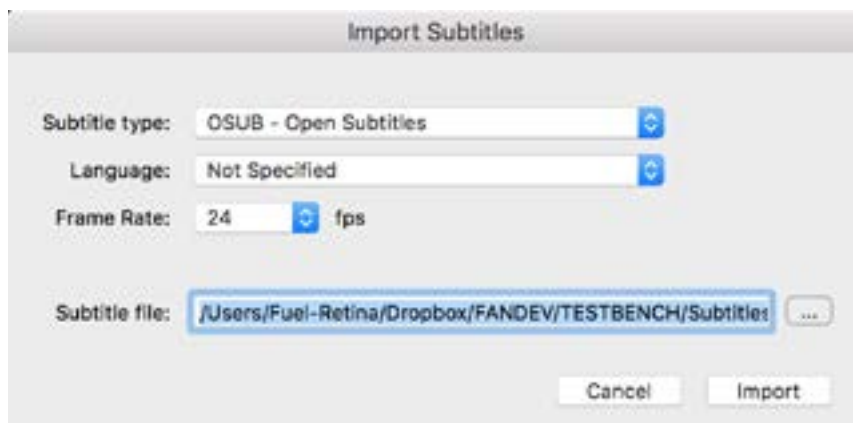 Import Subtitles
Subtitle type: OSUB - Open Subtitles
Language: Not Specified
Frame Rate: 24 fps
Subtitle file: /Users/Fuel-Retina/Dropbox/FANDEV/TESTBENCH/Subtitles ...
Cancel Import